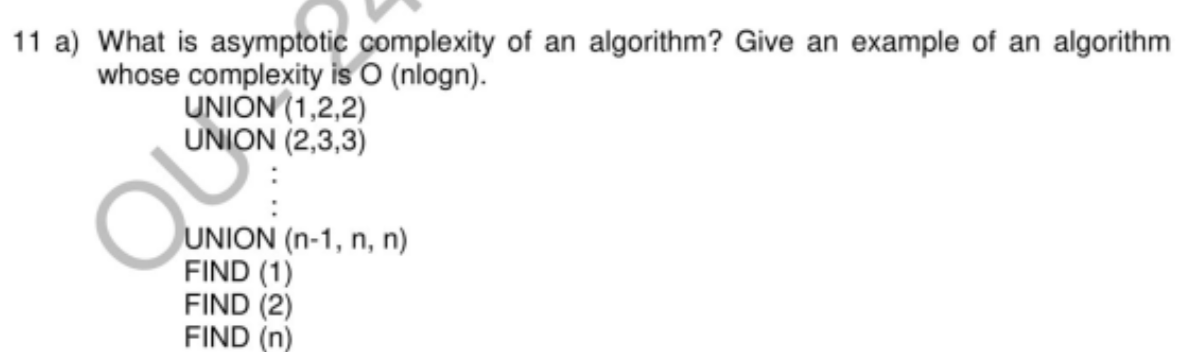 11 a) What is asymptotic complexity of an algorithm? Give an example of an algorithm
whose complexity is O (nlogn).
UNION (1,2,2)
UNION (2,3,3)
:
:
UNION (n-1, n, n)
FIND (1)
FIND (2)
FIND (n)
OU - 24